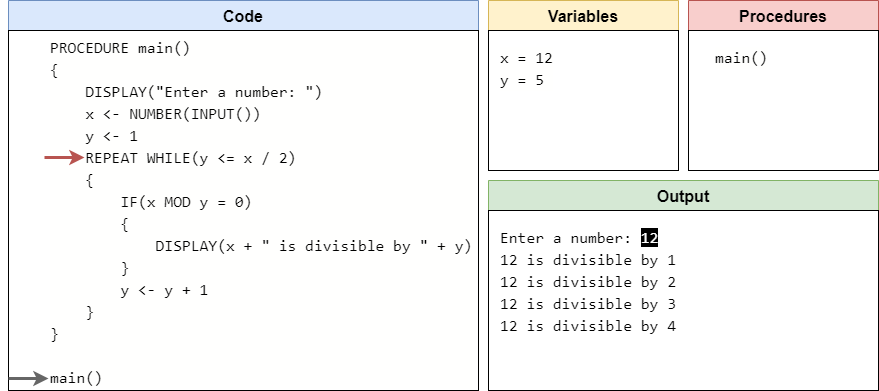 Code
PROCEDURE main()
{
DISPLAY("Enter a number: ")
x <- NUMBER(INPUT())
y <- 1
REPEAT WHILE(y <= x / 2)
{
IF(x MOD y = 0)
{
DISPLAY(x + " is divisible by " + y)
}
y <- y + 1
}
}
main()
Variables
x = 12
y = 5
Procedures
main()
Output
Enter a number: 12
12 is divisible by 1
12 is divisible by 2
12 is divisible by 3
12 is divisible by 4